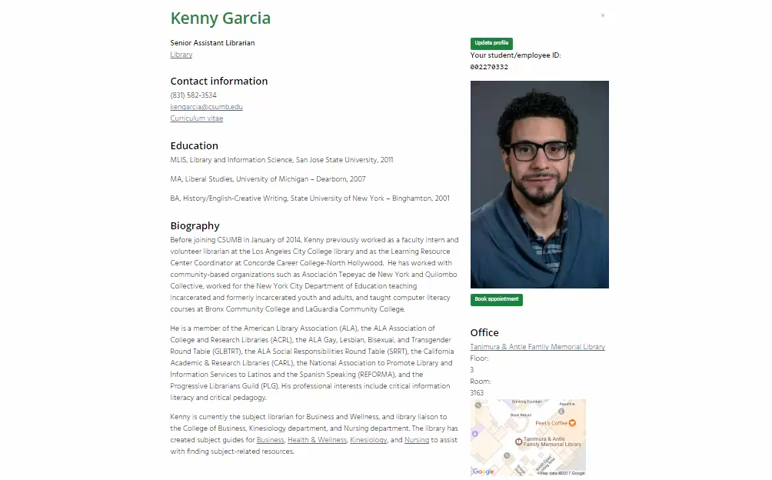 Kenny Garcia
Senior Assistant Librarian
Library
Contact information
(831) 582-3534
kengarcia@csumb.edu
Curriculum vitae
Education
MLIS, Library and Information Science, San Jose State University, 2011
MA, Liberal Studies, University of Michigan – Dearborn, 2007
BA, History/English-Creative Writing, State University of New York – Binghamton, 2001
Biography
Before joining CSUMB in January of 2014, Kenny previously worked as a faculty intern and
volunteer librarian at the Los Angeles City College library and as the Learning Resource
Center Coordinator at Concorde Career College-North Hollywood. He has worked with
community-based organizations such as Asociación Tepeyac de New York and Quilombo
Collective, worked for the New York City Department of Education teaching
incarcerated and formerly incarcerated youth and adults, and taught computer literacy
courses at Bronx Community College and LaGuardia Community College.
He is a member of the American Library Association (ALA), the ALA Association of
College and Research Libraries (ACRL), the ALA Gay, Lesbian, Bisexual, and Transgender
Round Table (GLBTRT), the ALA Social Responsibilities Round Table (SRRT), the California
Academic & Research Libraries (CARL), the National Association to Promote Library and
Information Services to Latinos and the Spanish Speaking (REFORMA), and the
Progressive Librarians Guild (PLG). His professional interests include critical information
literacy and critical pedagogy.
Kenny is currently the subject librarian for Business and Wellness, and library liaison to
the College of Business, Kinesiology department, and Nursing department. The library has
created subject guides for Business, Health & Wellness, Kinesiology, and Nursing to assist
with finding subject-related resources.
×
Update profile
Your student/employee ID:
002270332
Book appointment
Office
Tanimura & Antle Family Memorial Library
Floor:
3
Room:
3163
Drinking Fountain
Book Return
Peet's Coffee
Tanimura & Antle
Family Memorial Library
Google
Map data ©2017 Google